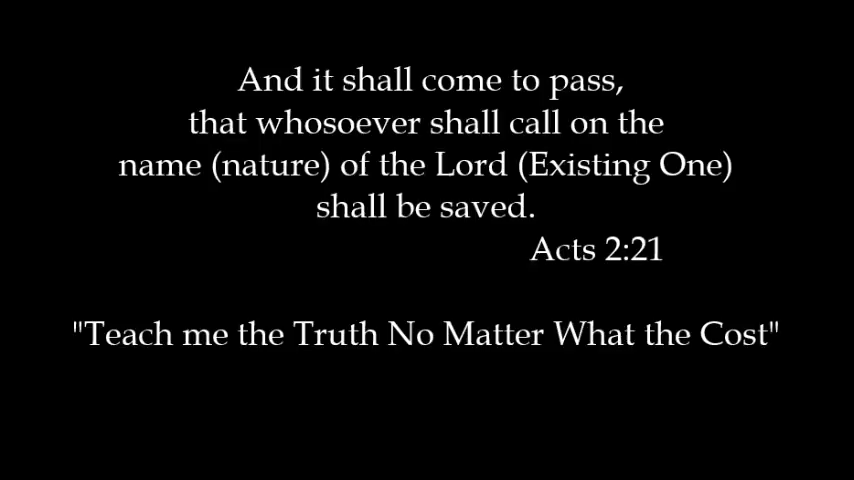 And it shall come to pass,
that whosoever shall call on the
name (nature) of the Lord (Existing One)
shall be saved.
Acts 2:21
"Teach me the Truth No Matter What the Cost"